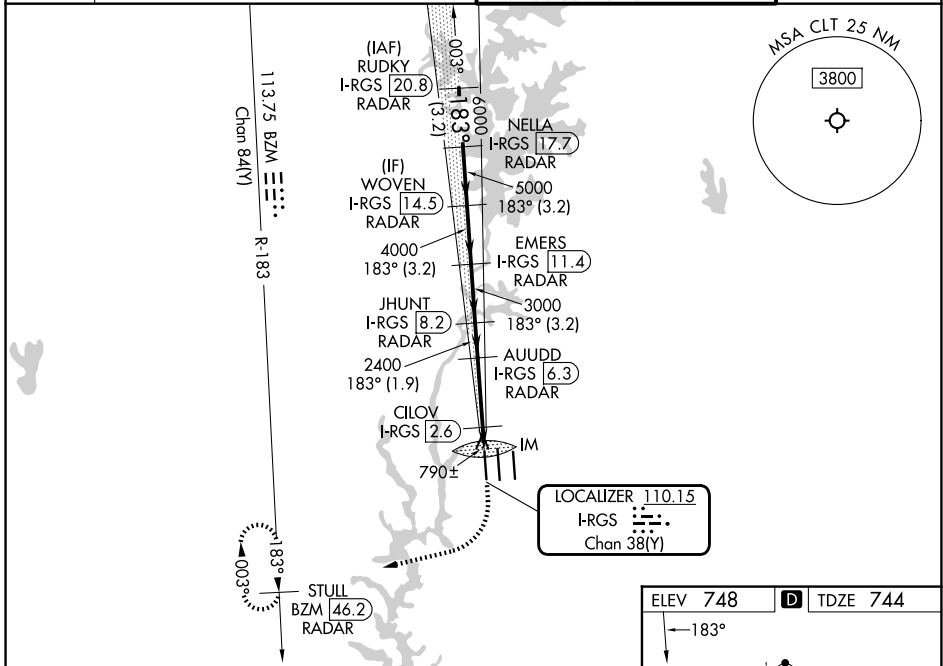 MSA CLT 25 NM
3800
113.75 BZM
Chan 84(Y)
R-183
(IAF)
RUDKY
I-RGS 20.8
RADAR
(3.2)
003°
183°
6000
NELLA
I-RGS 17.7
RADAR
5000
183° (3.2)
(IF)
WOVEN
I-RGS 14.5
RADAR
4000
183° (3.2)
EMERS
I-RGS 11.4
RADAR
3000
183° (3.2)
JHUNT
I-RGS 8.2
RADAR
2400
183° (1.9)
AUUDD
I-RGS 6.3
RADAR
CILOV
I-RGS 2.6
IM
790±
LOCALIZER 110.15
I-RGS
Chan 38(Y)
183°
003°
STULL
BZM 46.2
RADAR
ELEV 748 D TDZE 744
183°